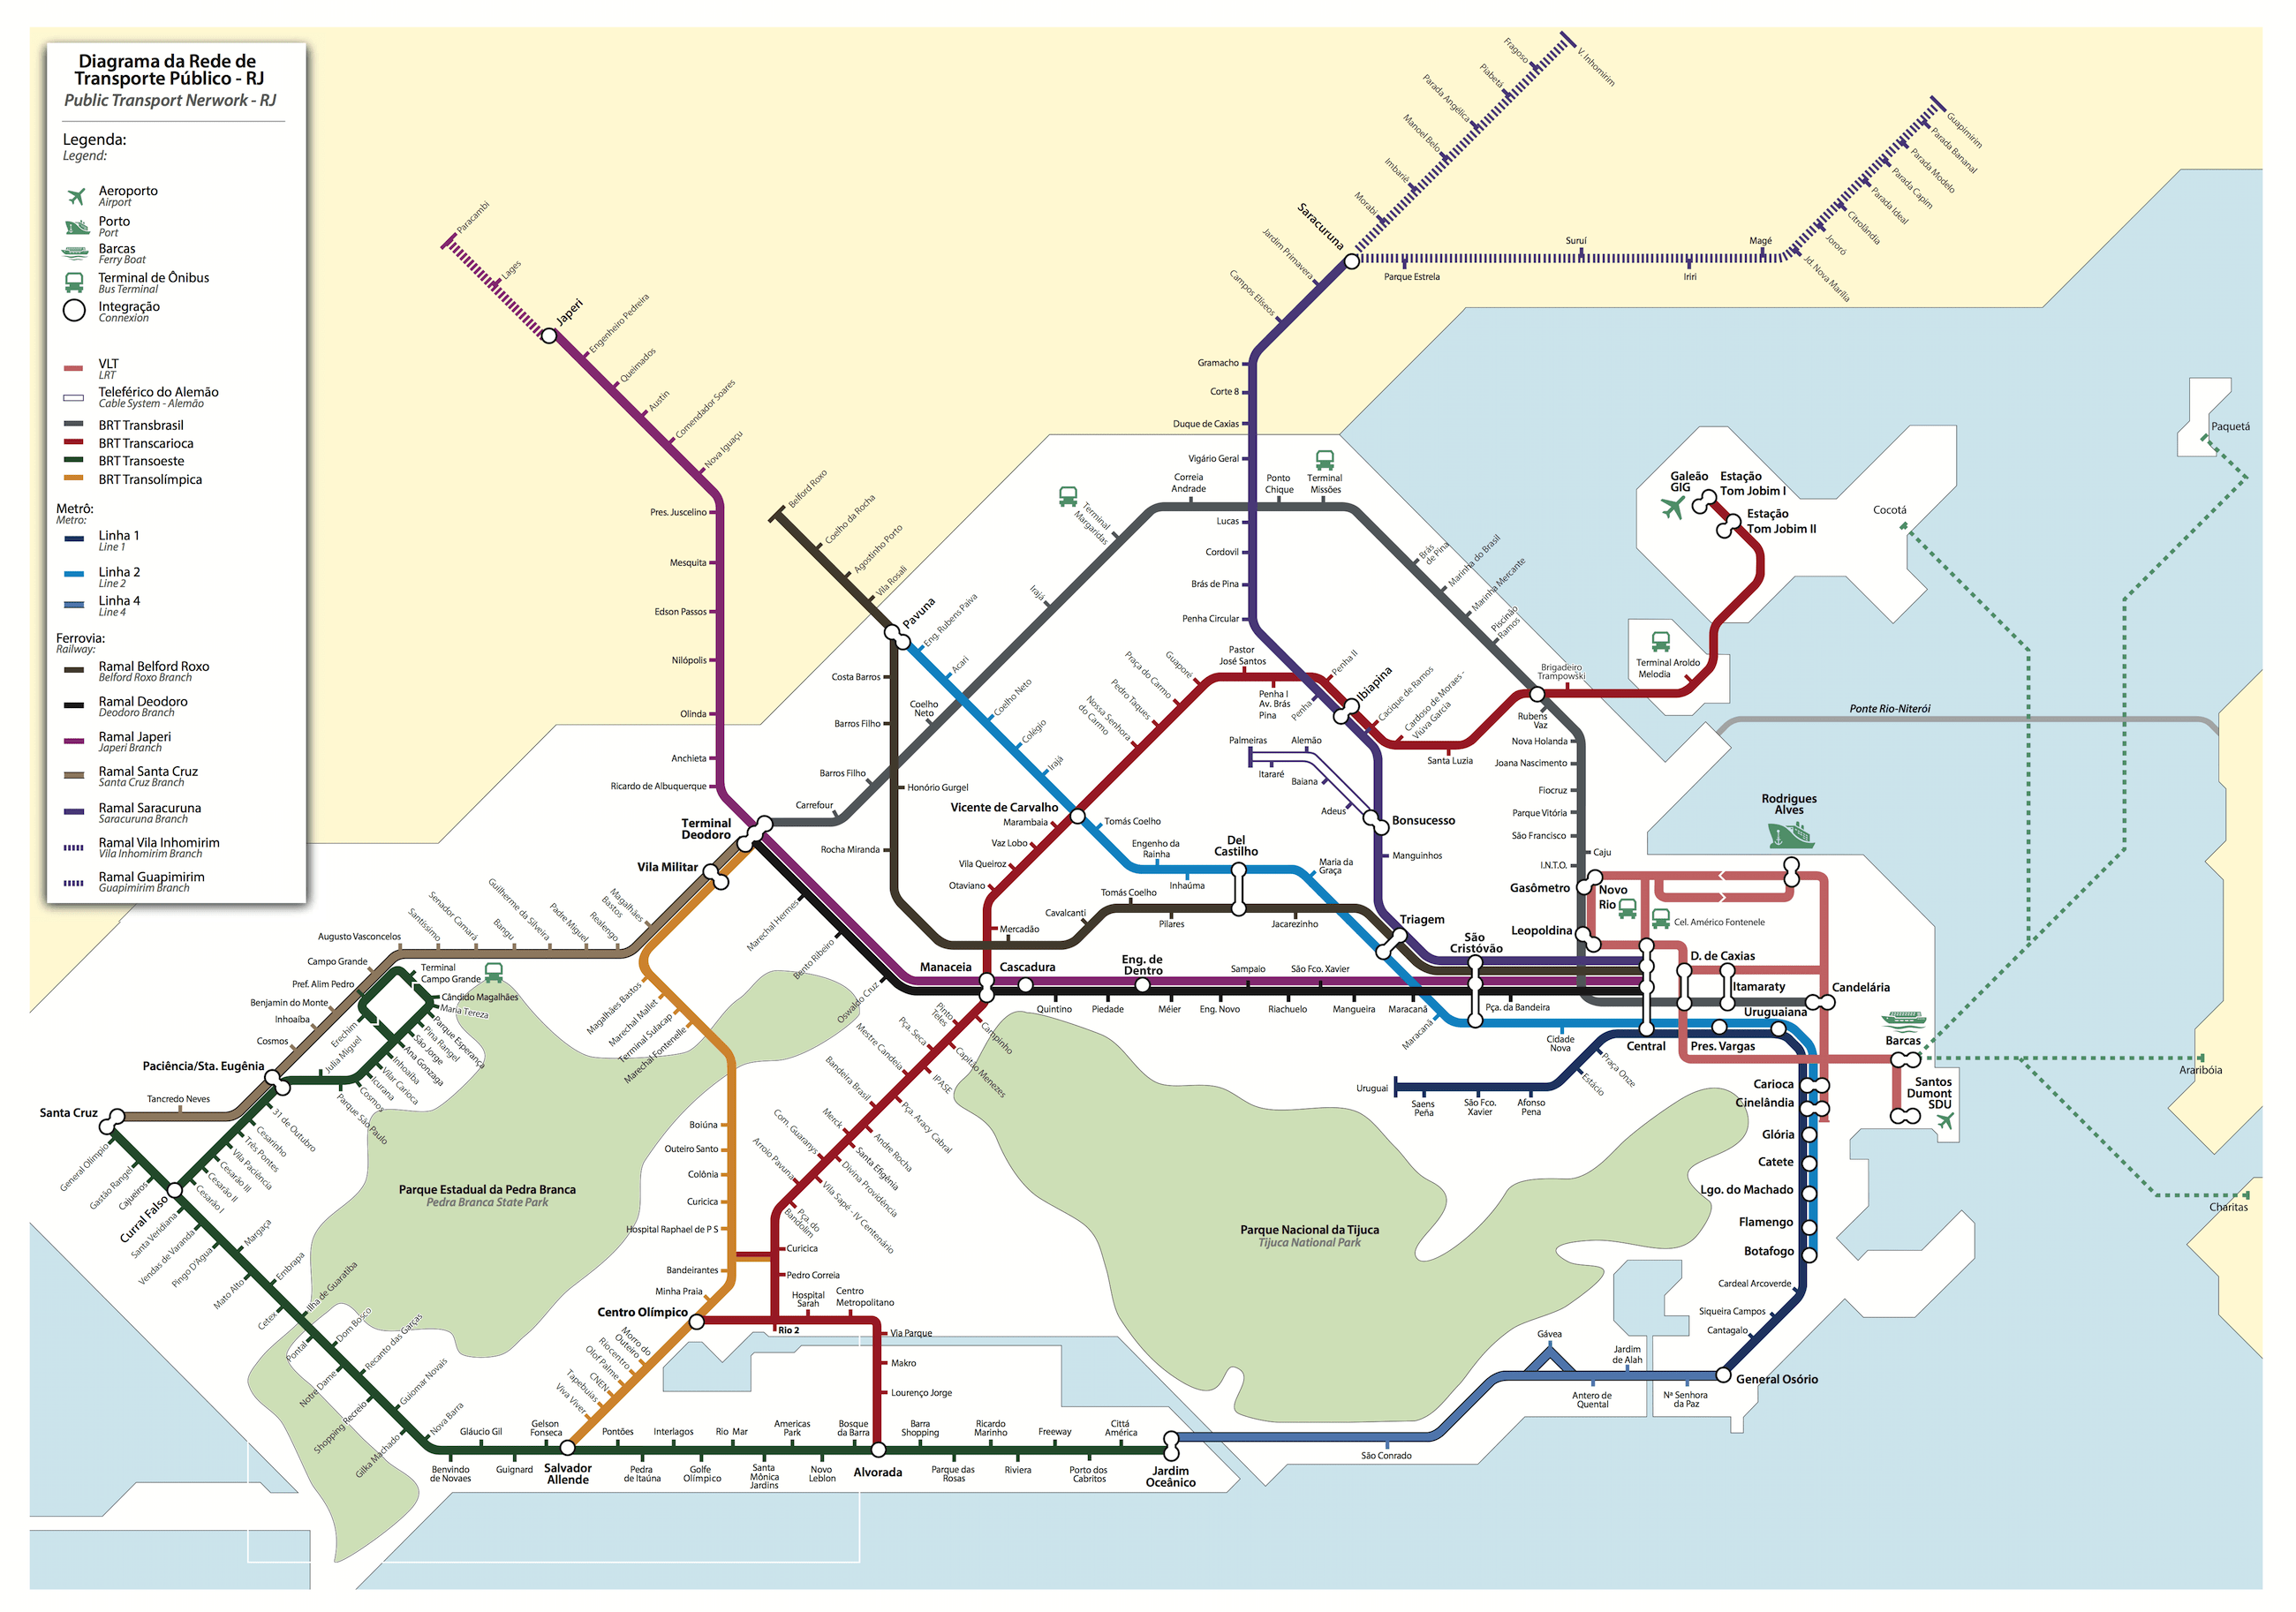 Diagrama da Rede de
Transporte Público - RJ
Public Transport Nerwork - RJ
Legenda:
Legend:
Aeroporto
Airport
Porto
Port
Barcas
Ferry Boat
Terminal de Ônibus
Bus Terminal
Integração
Connexion
VLT
LRT
Teleférico do Alemão
Cable System - Alemão
BRT Transbrasil
BRT Transcarioca
BRT Transoeste
BRT Transolímpica
Metrô:
Metro:
Linha 1
Line 1
Linha 2
Line 2
Linha 4
Line 4
Ferrovia:
Railway:
Ramal Belford Roxo
Belford Roxo Branch
Ramal Deodoro
Deodoro Branch
Ramal Japeri
Japeri Branch
Ramal Santa Cruz
Santa Cruz Branch
Ramal Saracuruna
Saracuruna Branch
Ramal Vila Inhomirim
Vila Inhomirim Branch
Ramal Guapimirim
Guapimirim Branch
Paracambi
Lages
Japeri
Engenheiro Pedreira
Queimados
Austin
Comendador Soares
Nova Iguaçu
Pres. Juscelino
Mesquita
Edson Passos
Nilópolis
Olinda
Anchieta
Ricardo de Albuquerque
Terminal
Deodoro
Vila Militar
V. Inhomirim
Fragoso
Piabetá
Parada Angélica
Manoel Belo
Imbariê
Morabi
Saracuruna
Jardim Primavera
Campos Elíseos
Gramacho
Corte 8
Duque de Caxias
Vigário Geral
Lucas
Cordovil
Brás de Pina
Penha Circular
Penha
Guapimirim
Parada Bananal
Parada Modelo
Parada Capim
Parada Ideal
Citrolândia
Jororó
Jd. Nova Marília
Magé
Iriri
Suruí
Parque Estrela
Belford Roxo
Coelho da Rocha
Agostinho Porto
Vila Rosali
Pavuna
Costa Barros
Barros Filho
Honório Gurgel
Rocha Miranda
Mercadão
Cavalcanti
Tomás Coelho
Pilares
Jacarezinho
Eng. Rubens Paiva
Acari
Coelho Neto
Colégio
Irajá
Vicente de Carvalho
Tomás Coelho
Engenho da
Rainha
Inhaúma
Del
Castilho
Maria da
Graça
Triagem
Maracanã
São
Cristóvão
Cidade
Nova
Central
Carrefour
Barros Filho
Coelho
Neto
Irajá
Terminal
Margaridas
Correia
Andrade
Ponto
Chique
Terminal
Missões
Brás
de Pina
Marinha do Brasil
Marinha Mercante
Piscinão
Ramos
Rubens
Vaz
Nova Holanda
Joana Nascimento
Fiocruz
Parque Vitória
São Francisco
Caju
I.N.T.O.
Gasômetro
Novo
Rio
Leopoldina
Cel. Américo Fontenele
Rodrigues
Alves
D. de Caxias
Itamaraty
Candelária
Uruguaiana
Pres. Vargas
Barcas
Santos
Dumont
SDU
Carioca
Cinelândia
Glória
Catete
Lgo. do Machado
Flamengo
Botafogo
Cardeal Arcoverde
Siqueira Campos
Cantagalo
General Osório
Nª Senhora
da Paz
Jardim
de Alah
Antero de
Quental
Gávea
São Conrado
Jardim
Oceânico
Uruguai
Saens
Peña
São Fco.
Xavier
Afonso
Pena
Estácio
Praça Onze
Galeão
GIG
Estação
Tom Jobim I
Estação
Tom Jobim II
Terminal Aroldo
Melodia
Brigadeiro
Trampowski
Santa Luzia
Cardoso de Moraes -
Viúva Garcia
Cacique de Ramos
Ibiapina
Penha II
Penha I
Av. Brás
Pina
Pastor
José Santos
Guaporé
Praça do Carmo
Pedro Taques
Nossa Senhora
do Carmo
Marambaia
Vaz Lobo
Vila Queiroz
Otaviano
Palmeiras
Itararé
Alemão
Baiana
Adeus
Bonsucesso
Manguinhos
Manaceia
Cascadura
Eng. de
Dentro
Sampaio
São Fco. Xavier
Quintino
Piedade
Méier
Eng. Novo
Riachuelo
Mangueira
Maracanã
Pça. da Bandeira
Marechal Hermes
Bento Ribeiro
Oswaldo Cruz
Pinto
Teles
Campinho
Pça. Seca
Capitão Menezes
Mestre Candeia
IPASE
Bandeira Brasil
Pça. Aracy Cabral
Merck
Andre Rocha
Com. Guaranys
Santa Efigênia
Arroio Pavuna
Divina Providência
Vila Sapê - IV Centenário
Pça. do
Bandolim
Curicica
Pedro Correia
Rio 2
Hospital
Sarah
Centro
Metropolitano
Via Parque
Makro
Lourenço Jorge
Alvorada
Magalhães
Bastos
Realengo
Padre Miguel
Guilherme da Silveira
Bangu
Senador Camará
Santíssimo
Augusto Vasconcelos
Campo Grande
Benjamin do Monte
Inhoaíba
Cosmos
Paciência/Sta. Eugênia
Tancredo Neves
Santa Cruz
Pref. Alim Pedro
Terminal
Campo Grande
Cândido Magalhães
Maria Tereza
Parque Esperança
Pina Rangel
São Jorge
Ana Gonzaga
Inhoaíba
Vilar Carioca
Icurana
Cosmos
Parque São Paulo
Julia Miguel
Erechim
31 de Outubro
Cesarinho
Três Pontes
Vila Paciência
Cesarão III
Cesarão II
Cesarão I
General Olímpio
Gastão Rangel
Cajueiros
Curral Falso
Santa Veridiana
Vendas de Varanda
Pingo D'Agua
Margaça
Mato Alto
Embrapa
Cetex
Ilha de Guaratiba
Pontal
Dom Bosco
Notre Dame
Recanto das Garças
Shopping Recreio
Guiomar Novais
Gilka Machado
Nova Barra
Benvindo
de Novaes
Gláucio Gil
Guignard
Gelson
Fonseca
Salvador
Allende
Pontões
Pedra
de Itaúna
Interlagos
Golfe
Olímpico
Rio Mar
Santa
Mônica
Jardins
Americas
Park
Novo
Leblon
Bosque
da Barra
Barra
Shopping
Parque das
Rosas
Ricardo
Marinho
Riviera
Freeway
Porto dos
Cabritos
Città
América
Magalhães Bastos
Marechal Mallet
Terminal Sulacap
Marechal Fontenelle
Boiúna
Outeiro Santo
Colônia
Curicica
Hospital Raphael de P S
Bandeirantes
Minha Praia
Centro Olímpico
Morro do
Outeiro
Riocentro
Olof Palme
CNEN
Tapebuias
Viva Viver
Parque Estadual da Pedra Branca
Pedra Branca State Park
Parque Nacional da Tijuca
Tijuca National Park
Ponte Rio-Niterói
Paquetá
Cocotá
Araribóia
Charitas